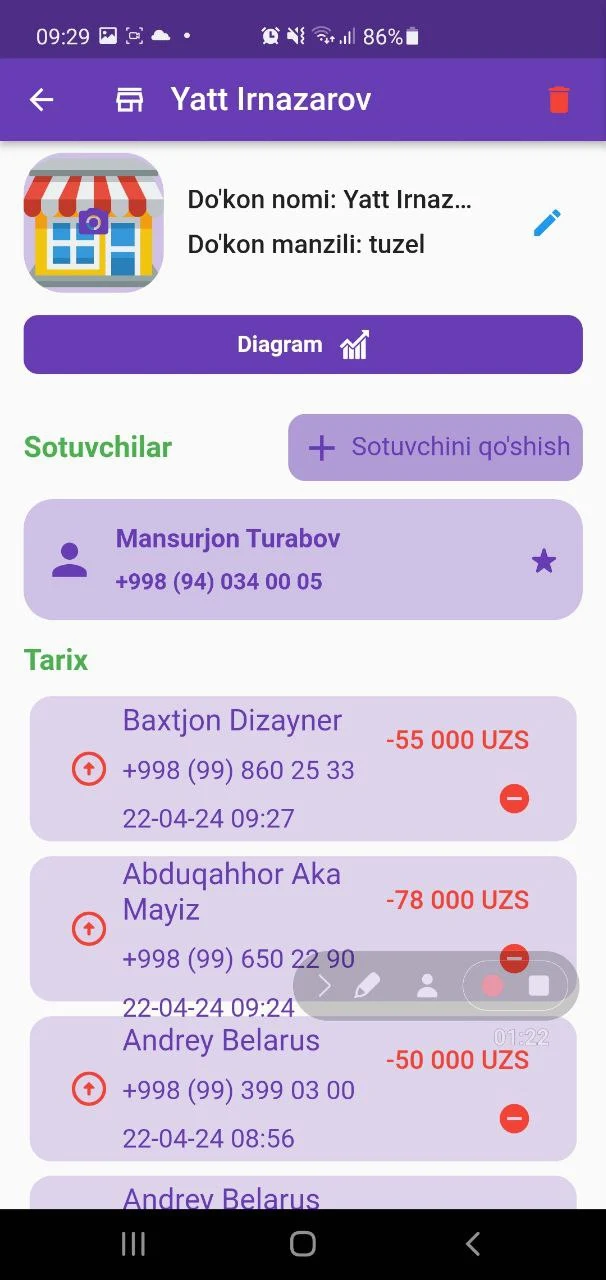 09:29 86%
Yatt Irnazarov
Do'kon nomi: Yatt Irnaz...
Do'kon manzili: tuzel
Diagram
Sotuvchilar
Sotuvchini qo'shish
Mansurjon Turabov
+998 (94) 034 00 05
Tarix
Baxtjon Dizayner
-55 000 UZS
+998 (99) 860 25 33
22-04-24 09:27
Abduqahhor Aka
Mayiz
-78 000 UZS
+998 (99) 650 22 90
22-04-24 09:24
01:22
Andrey Belarus
-50 000 UZS
+998 (99) 399 03 00
22-04-24 08:56
Andrey Belarus